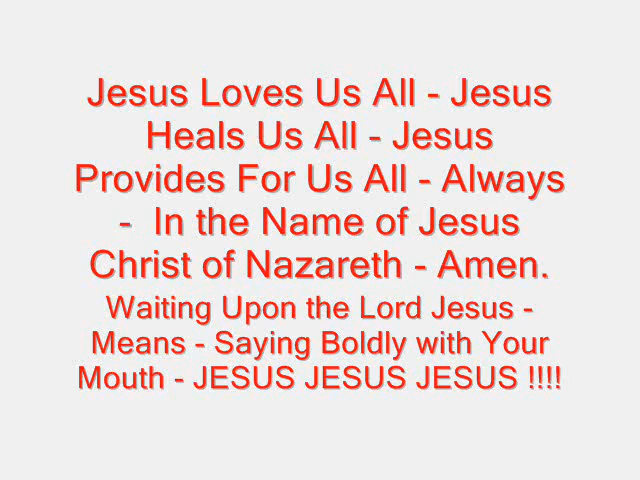 Jesus Loves Us All - Jesus
Heals Us All - Jesus
Provides For Us All - Always
-  In the Name of Jesus
Christ of Nazareth - Amen.
Waiting Upon the Lord Jesus -
Means - Saying Boldly with Your
Mouth - JESUS JESUS JESUS !!!!